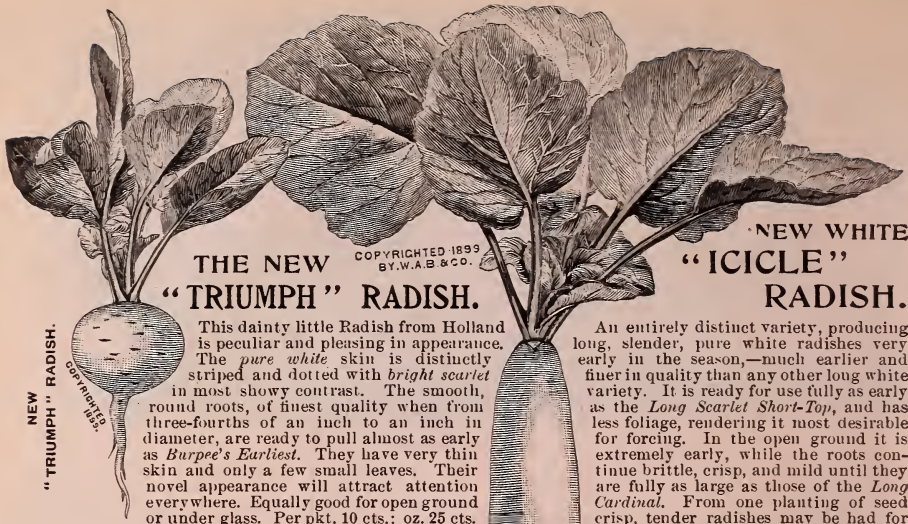 NEW
"TRIUMPH" RADISH.
COPYRIGHTED
1899.
THE NEW
"TRIUMPH" RADISH.
This dainty little Radish from Holland
is peculiar and pleasing in appearance.
The pure white skin is distinctly
striped and dotted with bright scarlet
in most showy contrast. The smooth,
round roots, of finest quality when from
three-fourths of an inch to an inch in
diameter, are ready to pull almost as early
as Burpee's Earliest. They have very thin
skin and only a few small leaves. Their
novel appearance will attract attention
everywhere. Equally good for open ground
or under glass. Per pkt. 10 cts.; oz. 25 cts.
COPYRIGHTED 1899
BY.W.A.B.&CO.
NEW WHITE
"ICICLE"
RADISH.
An entirely distinct variety, producing
long, slender, pure white radishes very
early in the season,—much earlier and
finer in quality than any other long white
variety. It is ready for use fully as early
as the Long Scarlet Short-Top, and has
less foliage, rendering it most desirable
for forcing. In the open ground it is
extremely early, while the roots con-
tinue brittle, crisp, and mild until they
are fully as large as those of the Long
Cardinal. From one planting of seed
crisp, tender radishes may be had for